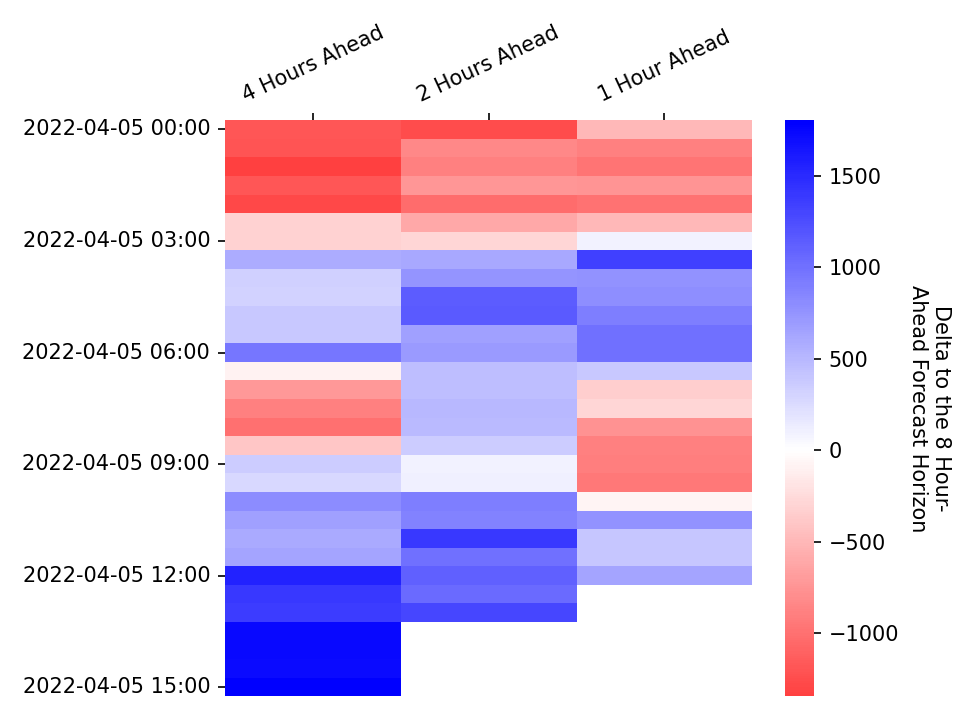 4 Hours Ahead
2 Hours Ahead
1 Hour Ahead
2022-04-05 00:00
2022-04-05 03:00
2022-04-05 06:00
2022-04-05 09:00
2022-04-05 12:00
2022-04-05 15:00
1500
1000
500
0
−500
−1000
Delta to the 8 Hour-
Ahead Forecast Horizon